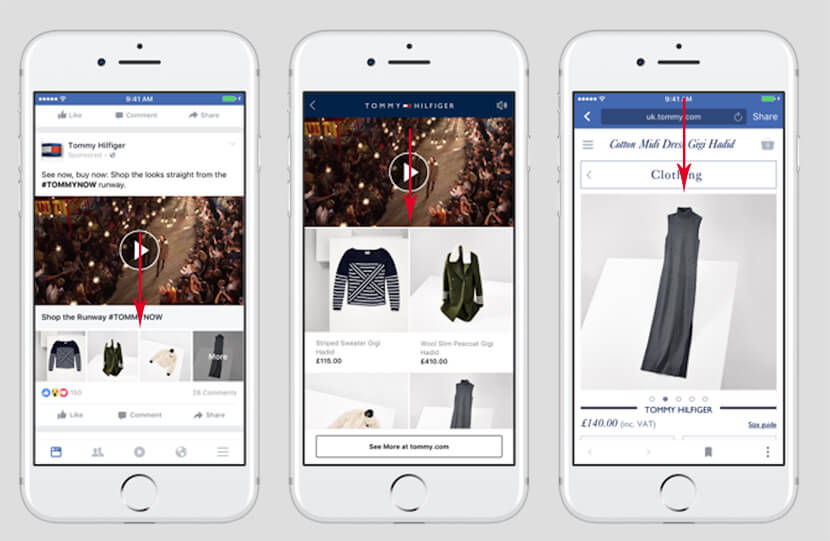 9:41 AM
Like Comment Share
Tommy Hilfiger
Sponsored
See now, buy now: Shop the looks straight from the
#TOMMYNOW runway.
Shop the Runway #TOMMYNOW
More
150 28 Comments
Like Comment Share
TOMMY HILFIGER
Striped Sweater Gigi
Hadid
£115.00
Wool Slim Peacoat Gigi
Hadid
£410.00
See More at tommy.com
9:41 AM
uk.tommy.com Share
Cotton Midi Dress Gigi Hadid
0
Clothing
TOMMY HILFIGER
£140.00 (inc. VAT) Size guide